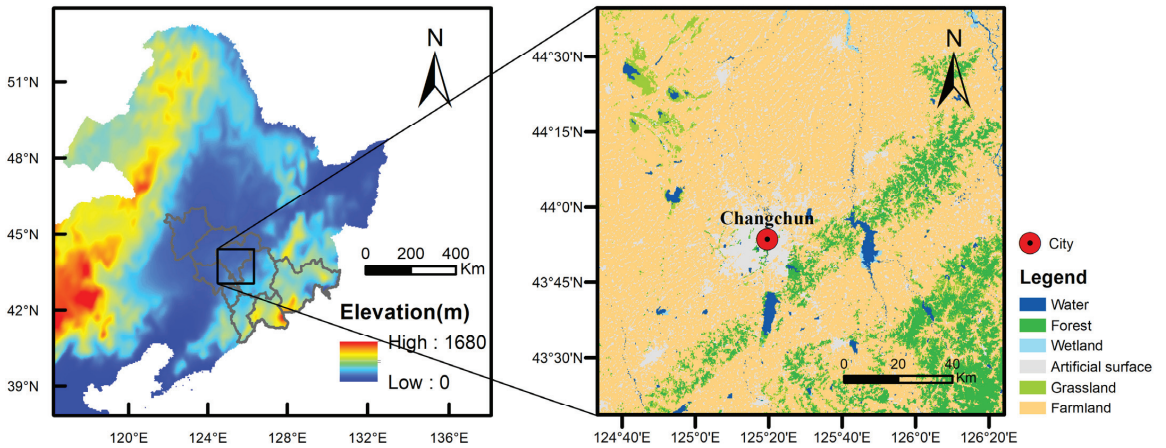 N
51°N
48°N
45°N
42°N
39°N
120°E
124°E
128°E
132°E
136°E
0 200 400
Km
Elevation(m)
High : 1680
Low : 0
N
44°30'N
44°15'N
44°0'N
43°45'N
43°30'N
124°40'E
125°0'E
125°20'E
125°40'E
126°0'E
126°20'E
Changchun
0 20 40
Km
City
Legend
Water
Forest
Wetland
Artificial surface
Grassland
Farmland